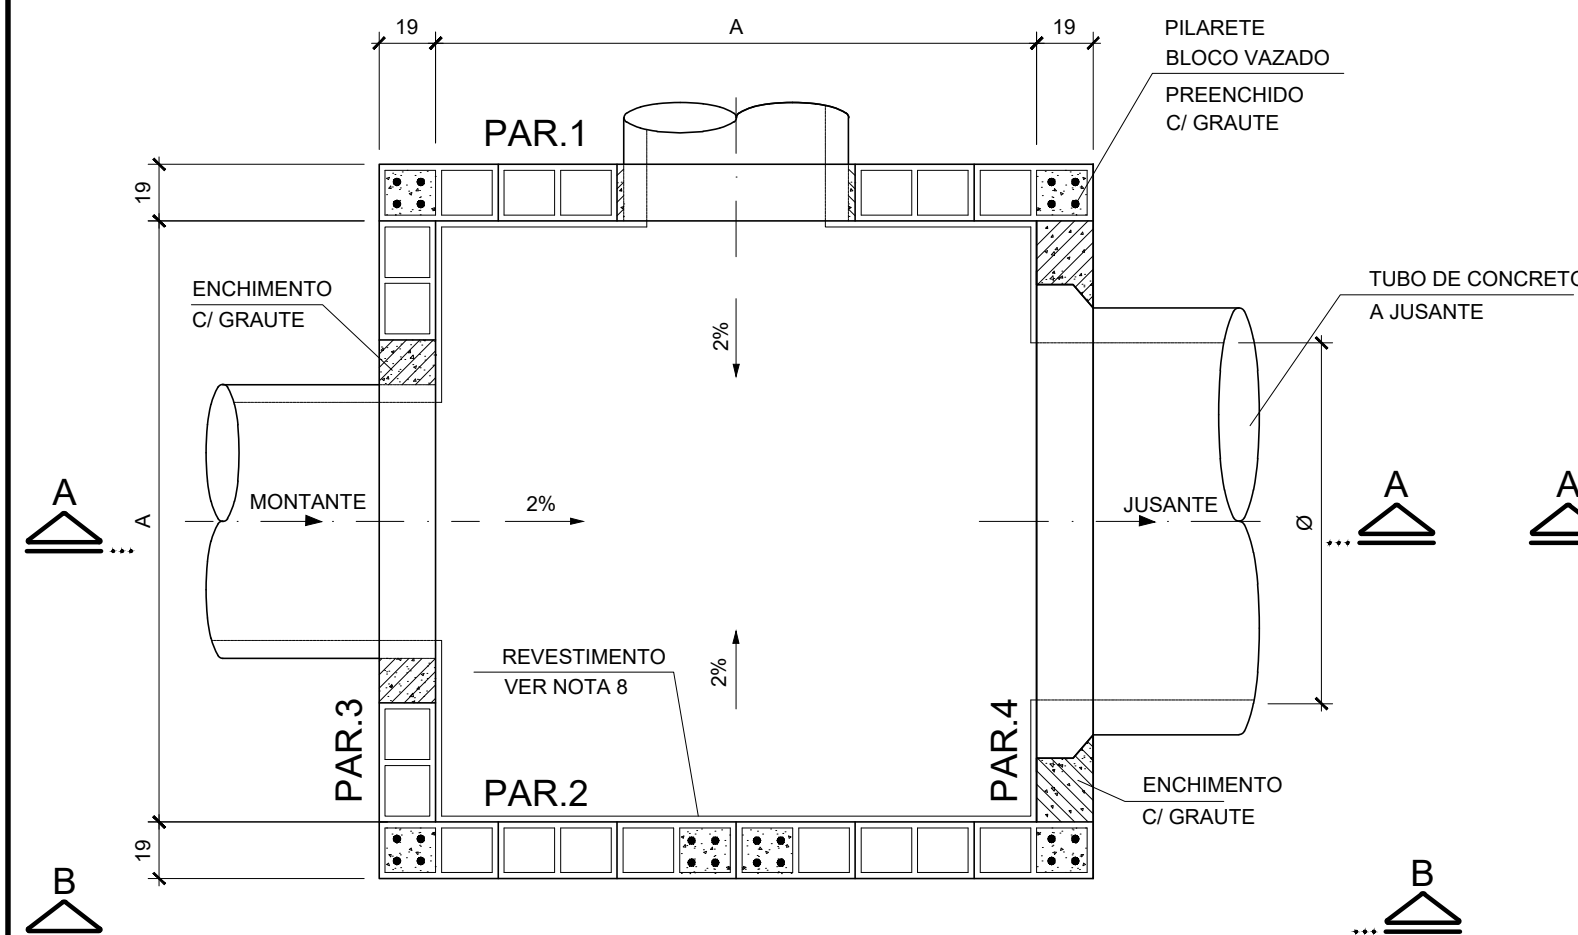 19
A
19
PILARETE
BLOCO VAZADO
PREENCHIDO
C/ GRAUTE
PAR.1
19
ENCHIMENTO
C/ GRAUTE
TUBO DE CONCRETO
A JUSANTE
2%
A
MONTANTE
A
2%
JUSANTE
Ø
A
A
REVESTIMENTO
VER NOTA 8
2%
PAR.3
PAR.2
PAR.4
ENCHIMENTO
C/ GRAUTE
19
B
B